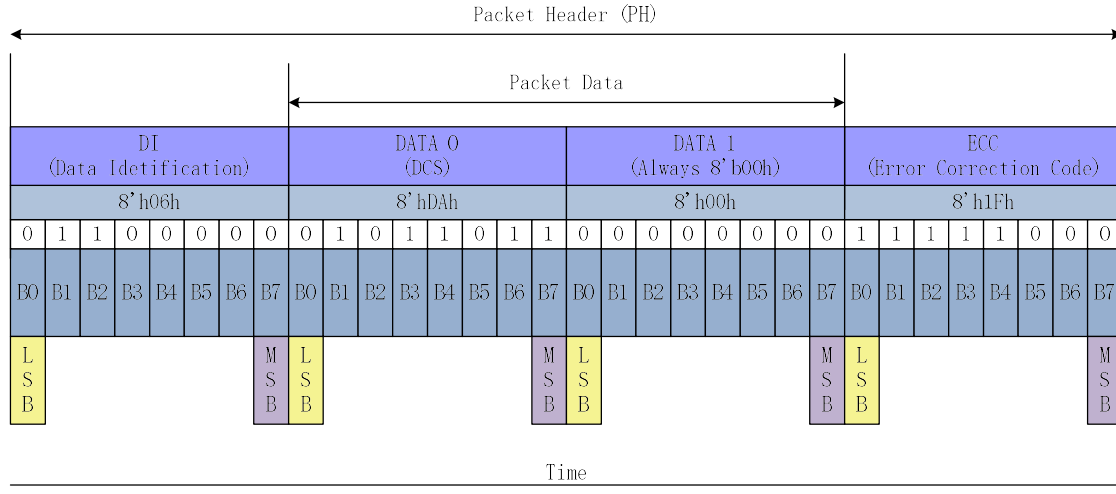 Packet Header (PH)
Packet Data
DI DATA 0 DATA 1 ECC
(Data Idetification) (DCS) (Always 8'b00h) (Error Correction Code)
8'h06h 8'hDAh 8'h00h 8'h1Fh
0 1 1 0 0 0 0 0 0 1 0 1 1 0 1 1 0 0 0 0 0 0 0 0 1 1 1 1 1 0 0 0
B0 B1 B2 B3 B4 B5 B6 B7 B0 B1 B2 B3 B4 B5 B6 B7 B0 B1 B2 B3 B4 B5 B6 B7 B0 B1 B2 B3 B4 B5 B6 B7
L M L M L M L M
S S S S S S S S
B B B B B B B B
Time